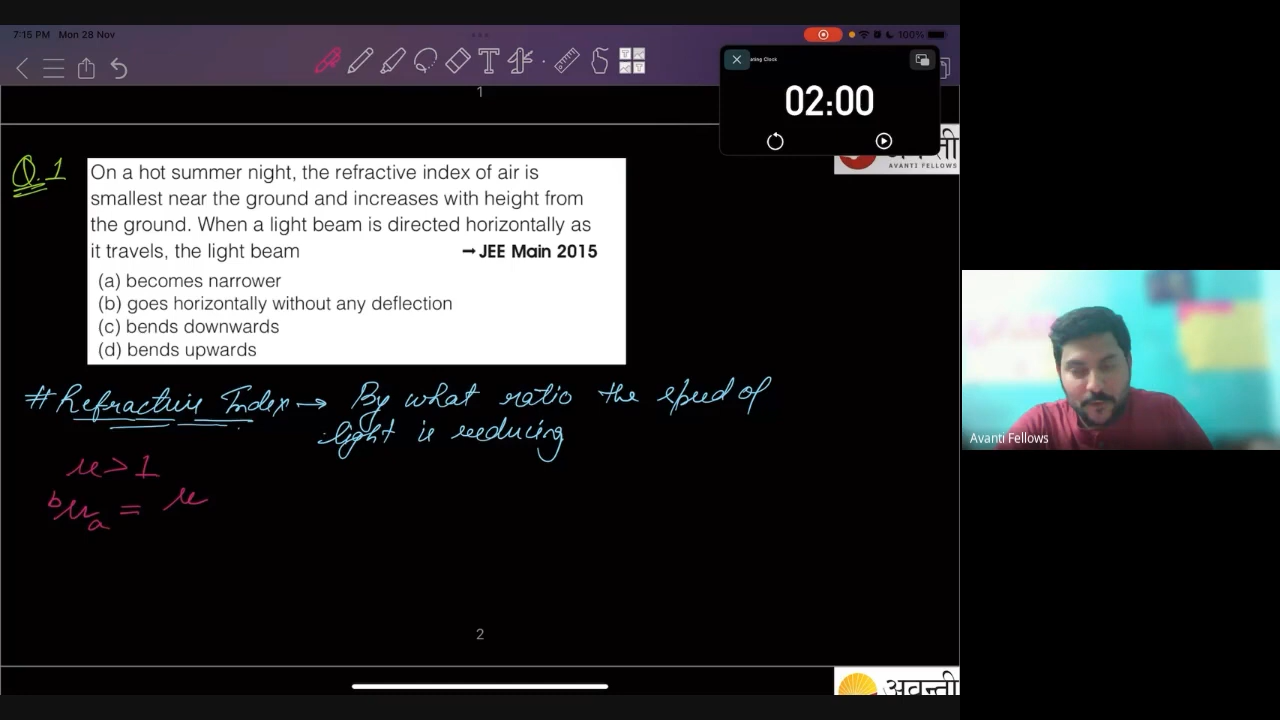 7:15 PM Mon 28 Nov
100%
ating Clock
02:00
1
अवन्ती
AVANTI FELLOWS
Q.1
On a hot summer night, the refractive index of air is
smallest near the ground and increases with height from
the ground. When a light beam is directed horizontally as
it travels, the light beam → JEE Main 2015
(a) becomes narrower
(b) goes horizontally without any deflection
(c) bends downwards
(d) bends upwards
# Refractive Index → By what ratio the speed of
light is reducing
μ > 1
bμa = μ
Avanti Fellows
2
अवन्ती